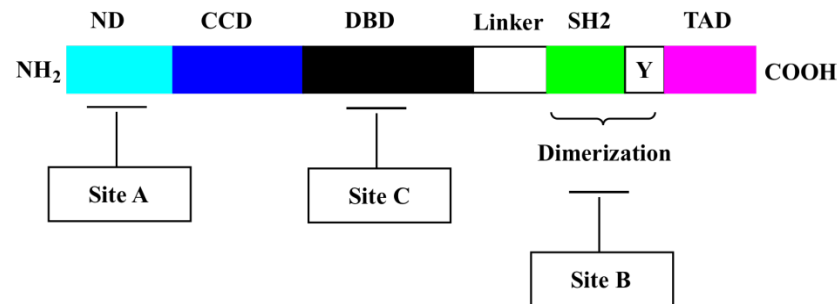 ND CCD DBD Linker SH2 TAD
NH₂ Y COOH
Dimerization
Site A Site C
Site B